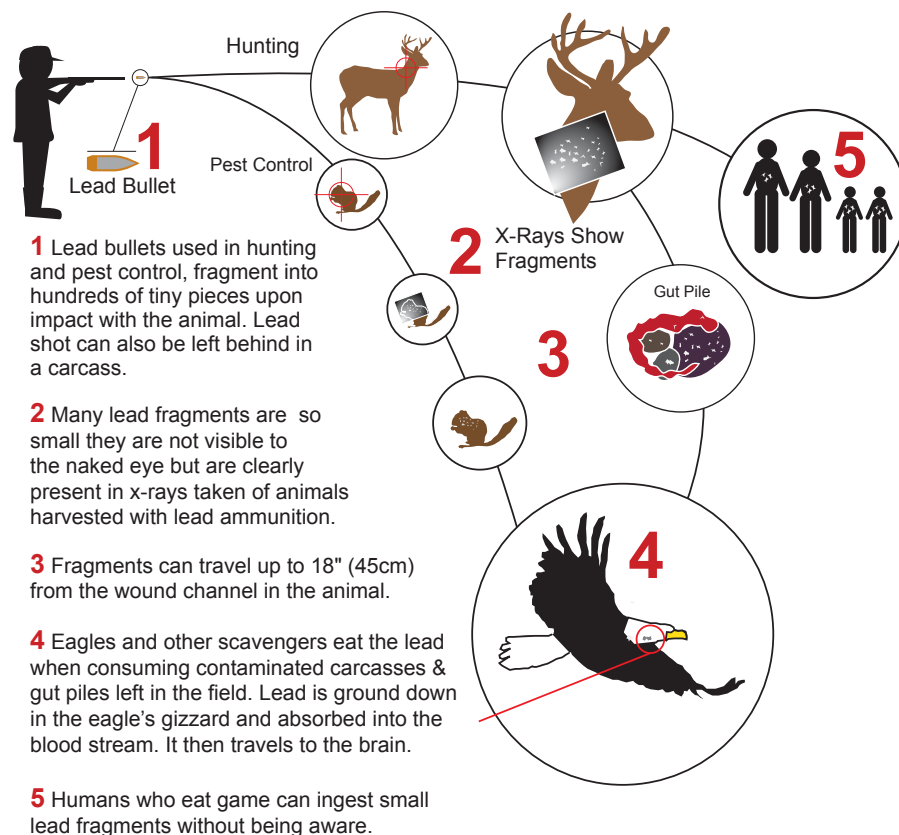 Hunting
1
Lead Bullet
Pest Control
2
X-Rays Show
Fragments
5
Gut Pile
3
4
1 Lead bullets used in hunting
and pest control, fragment into
hundreds of tiny pieces upon
impact with the animal. Lead
shot can also be left behind in
a carcass.
2 Many lead fragments are so
small they are not visible to
the naked eye but are clearly
present in x-rays taken of animals
harvested with lead ammunition.
3 Fragments can travel up to 18" (45cm)
from the wound channel in the animal.
4 Eagles and other scavengers eat the lead
when consuming contaminated carcasses &
gut piles left in the field. Lead is ground down
in the eagle's gizzard and absorbed into the
blood stream. It then travels to the brain.
5 Humans who eat game can ingest small
lead fragments without being aware.